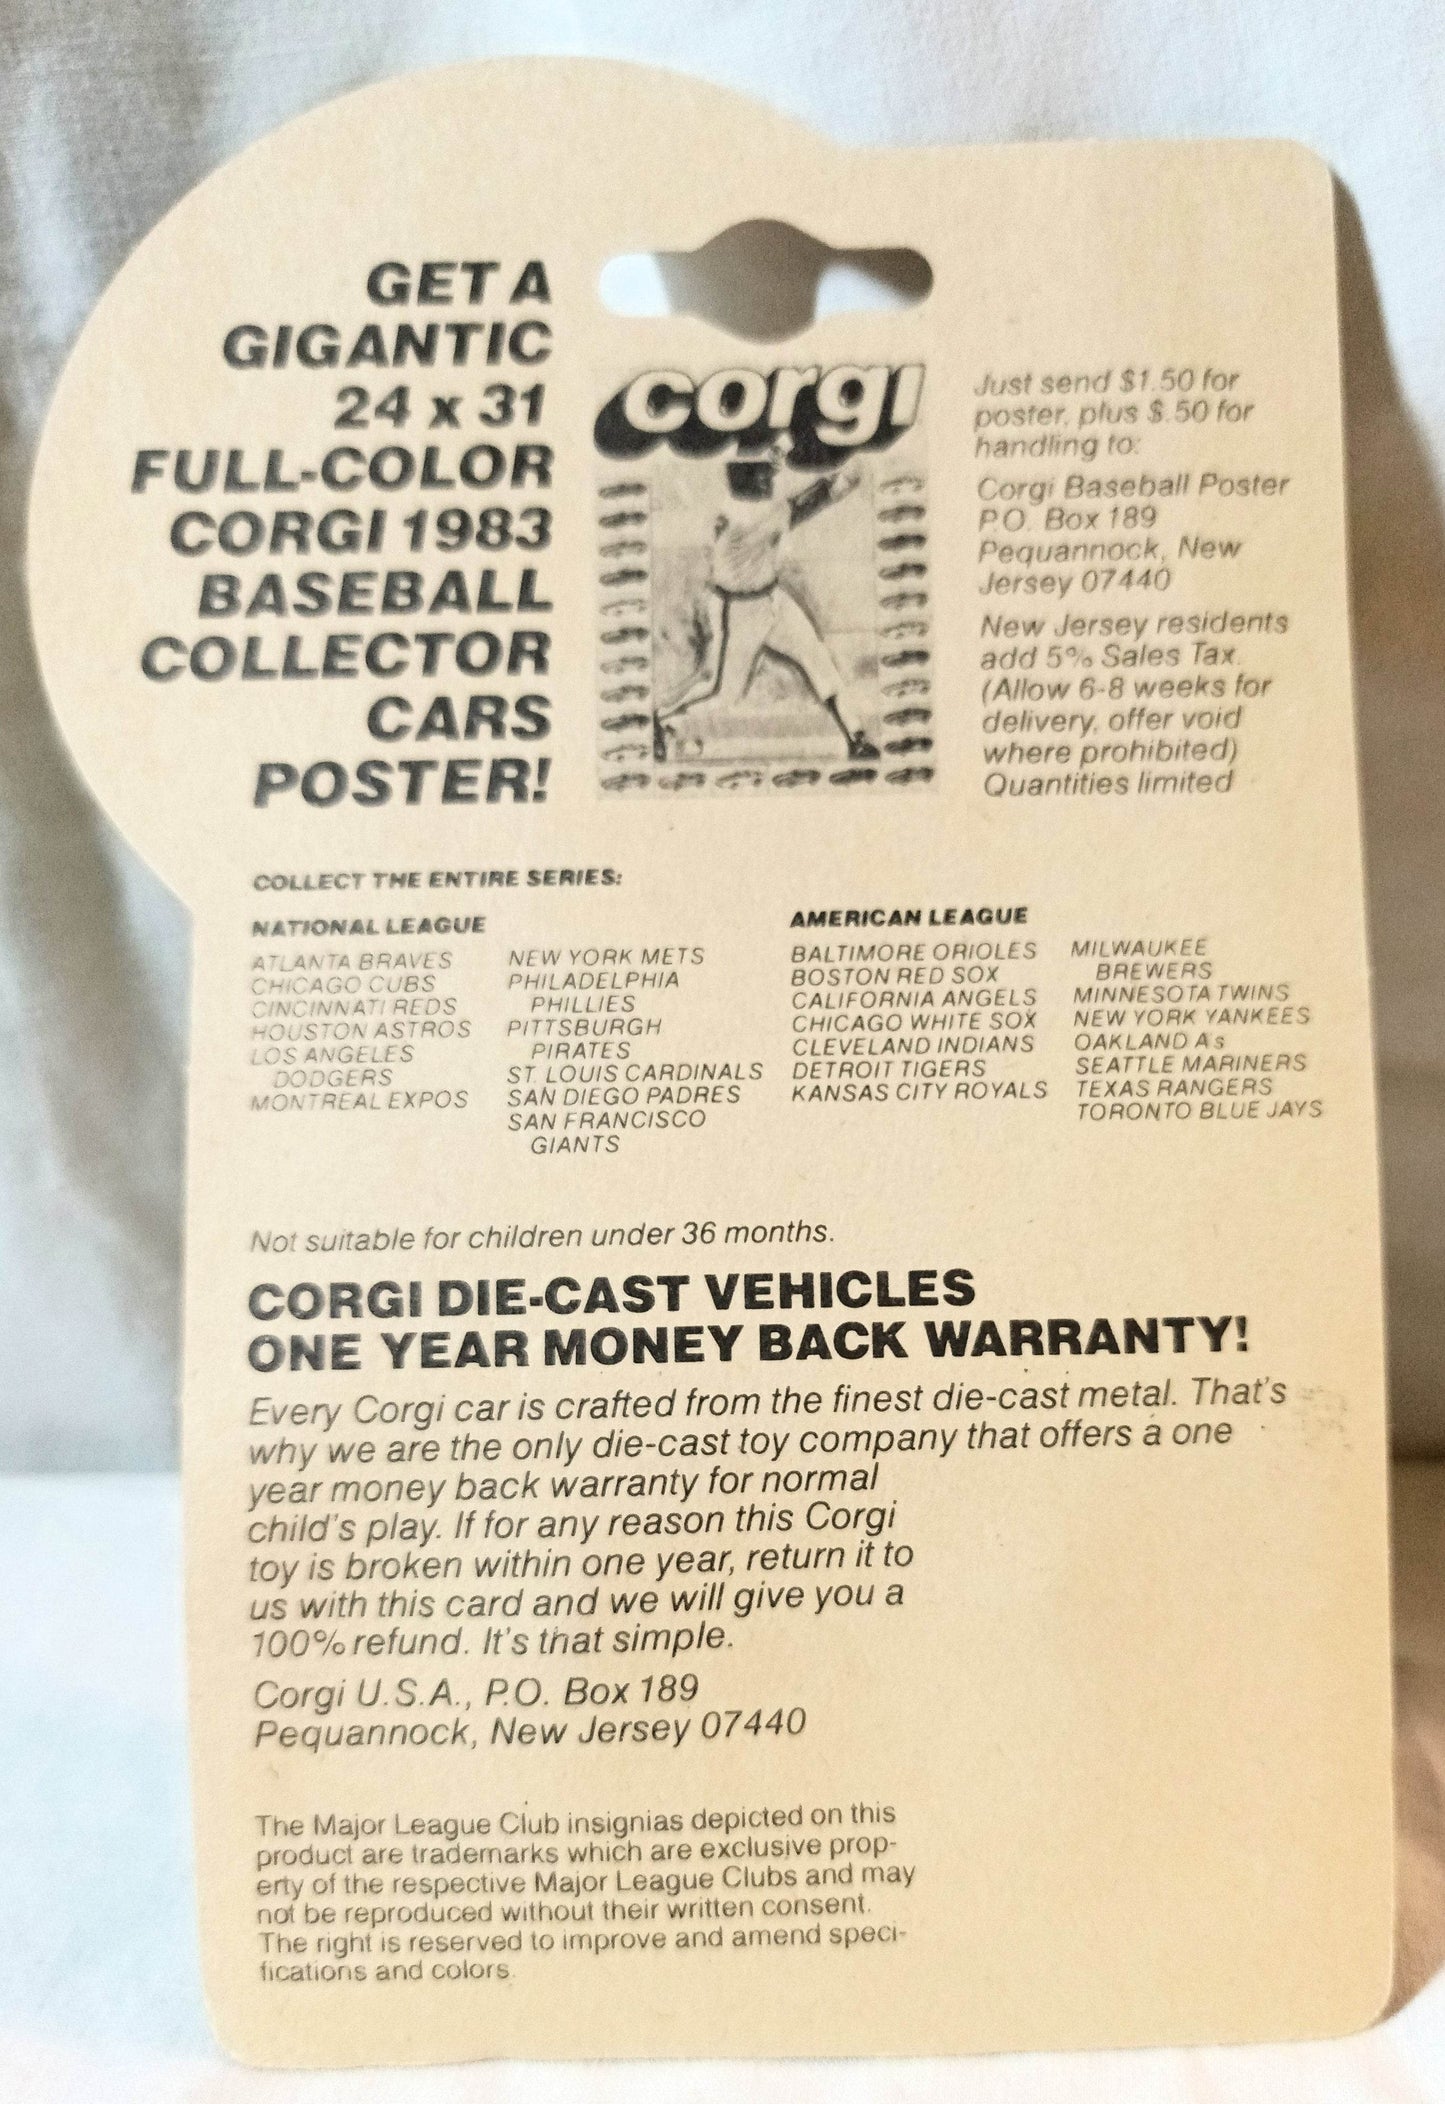 GET A
GIGANTIC
24 x 31
FULL-COLOR
CORGI 1983
BASEBALL
COLLECTOR
CARS
POSTER!
corgi
Just send $1.50 for
poster, plus $.50 for
handling to:
Corgi Baseball Poster
P.O. Box 189
Pequannock, New
Jersey 07440
New Jersey residents
add 5% Sales Tax.
(Allow 6-8 weeks for
delivery, offer void
where prohibited)
Quantities limited
COLLECT THE ENTIRE SERIES:
NATIONAL LEAGUE
ATLANTA BRAVES
CHICAGO CUBS
CINCINNATI REDS
HOUSTON ASTROS
LOS ANGELES
DODGERS
MONTREAL EXPOS
NEW YORK METS
PHILADELPHIA
PHILLIES
PITTSBURGH
PIRATES
ST. LOUIS CARDINALS
SAN DIEGO PADRES
SAN FRANCISCO
GIANTS
AMERICAN LEAGUE
BALTIMORE ORIOLES
BOSTON RED SOX
CALIFORNIA ANGELS
CHICAGO WHITE SOX
CLEVELAND INDIANS
DETROIT TIGERS
KANSAS CITY ROYALS
MILWAUKEE
BREWERS
MINNESOTA TWINS
NEW YORK YANKEES
OAKLAND A's
SEATTLE MARINERS
TEXAS RANGERS
TORONTO BLUE JAYS
Not suitable for children under 36 months.
CORGI DIE-CAST VEHICLES
ONE YEAR MONEY BACK WARRANTY!
Every Corgi car is crafted from the finest die-cast metal. That's
why we are the only die-cast toy company that offers a one
year money back warranty for normal
child's play. If for any reason this Corgi
toy is broken within one year, return it to
us with this card and we will give you a
100% refund. It's that simple.
Corgi U.S.A., P.O. Box 189
Pequannock, New Jersey 07440
The Major League Club insignias depicted on this
product are trademarks which are exclusive prop-
erty of the respective Major League Clubs and may
not be reproduced without their written consent.
The right is reserved to improve and amend speci-
fications and colors.